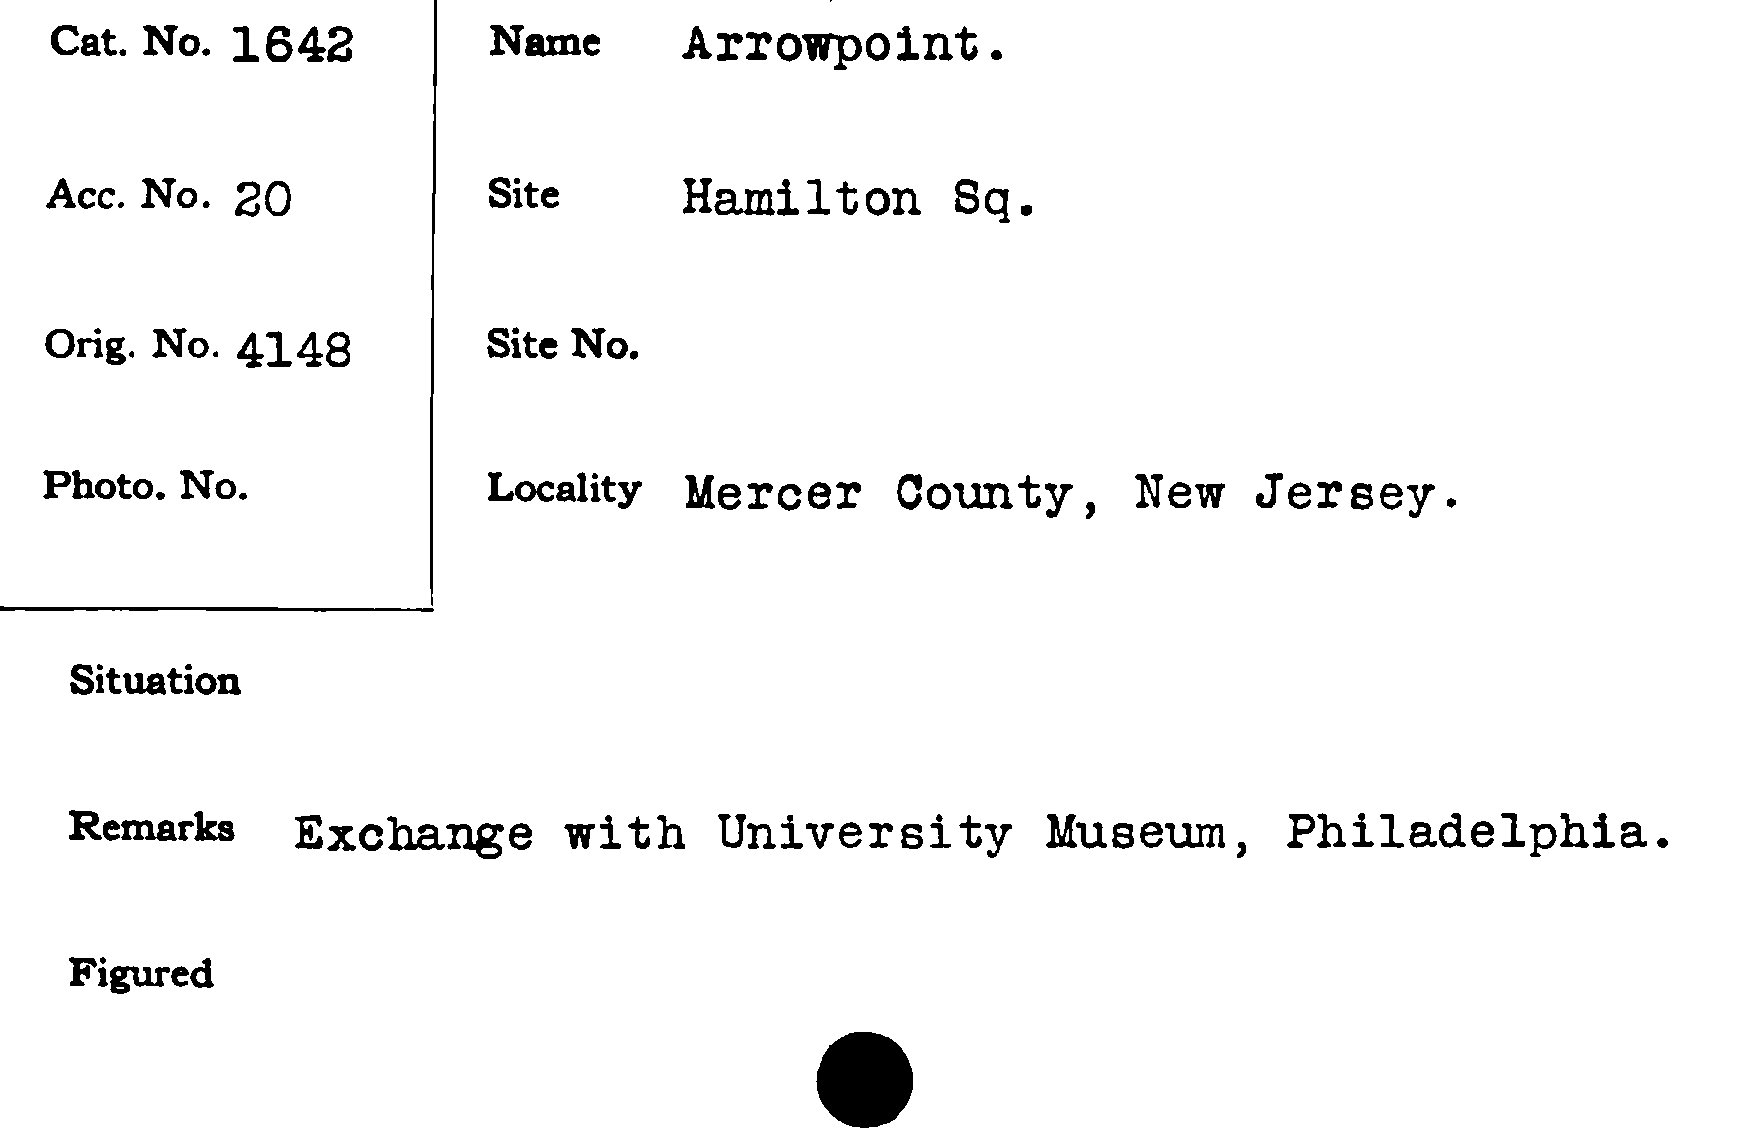 Cat. No. 1642
Name Arrowpoint.
Acc. No. 20
Site Hamilton Sq.
Orig. No. 4148
Site No.
Photo. No.
Locality Mercer County, New Jersey.
Situation
Remarks Exchange with University Museum, Philadelphia.
Figured